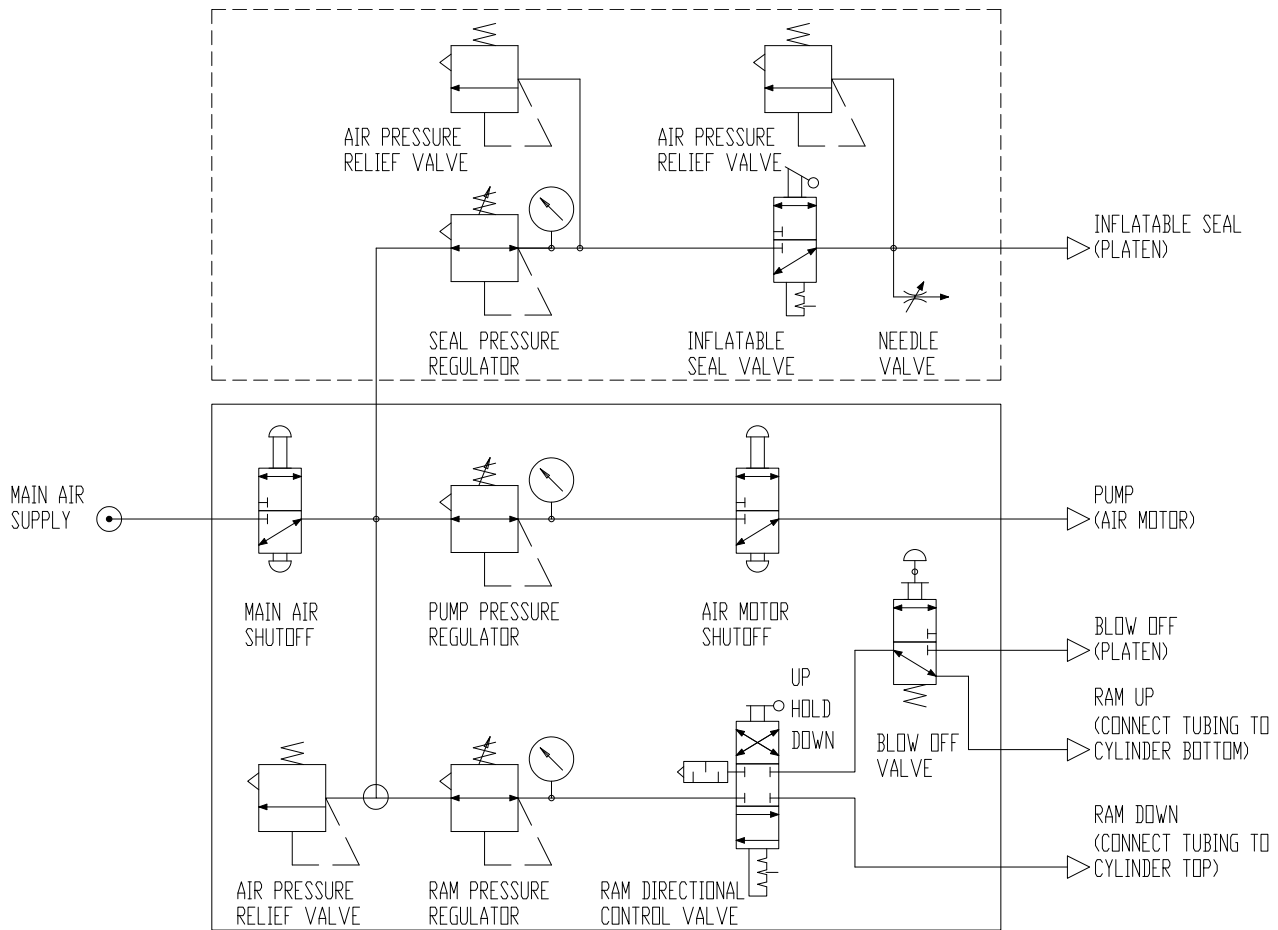 AIR PRESSURE
RELIEF VALVE
AIR PRESSURE
RELIEF VALVE
INFLATABLE SEAL
(PLATEN)
SEAL PRESSURE
REGULATOR
INFLATABLE
SEAL VALVE
NEEDLE
VALVE
MAIN AIR
SUPPLY
PUMP
(AIR MOTOR)
MAIN AIR
SHUTOFF
PUMP PRESSURE
REGULATOR
AIR MOTOR
SHUTOFF
BLOW OFF
(PLATEN)
UP
HOLD
DOWN
BLOW OFF
VALVE
RAM UP
(CONNECT TUBING TO
CYLINDER BOTTOM)
RAM DOWN
(CONNECT TUBING TO
CYLINDER TOP)
AIR PRESSURE
RELIEF VALVE
RAM PRESSURE
REGULATOR
RAM DIRECTIONAL
CONTROL VALVE